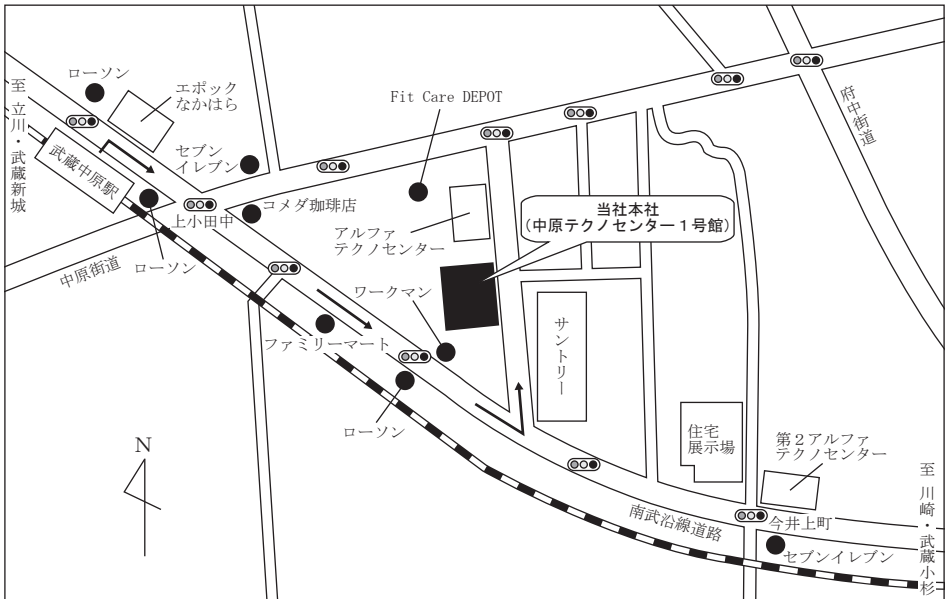 至 立川・武蔵新城
ローソン
エポック
なかはら
武蔵中原駅
セブン
イレブン
ローソン
上小田中
コメダ珈琲店
中原街道
Fit Care DEPOT
アルファ
テクノセンター
当社本社
（中原テクノセンター１号館）
府中街道
ワークマン
ファミリーマート
ローソン
サントリー
住宅
展示場
第２アルファ
テクノセンター
南武沿線道路
今井上町
セブンイレブン
至 川崎・武蔵小杉
N